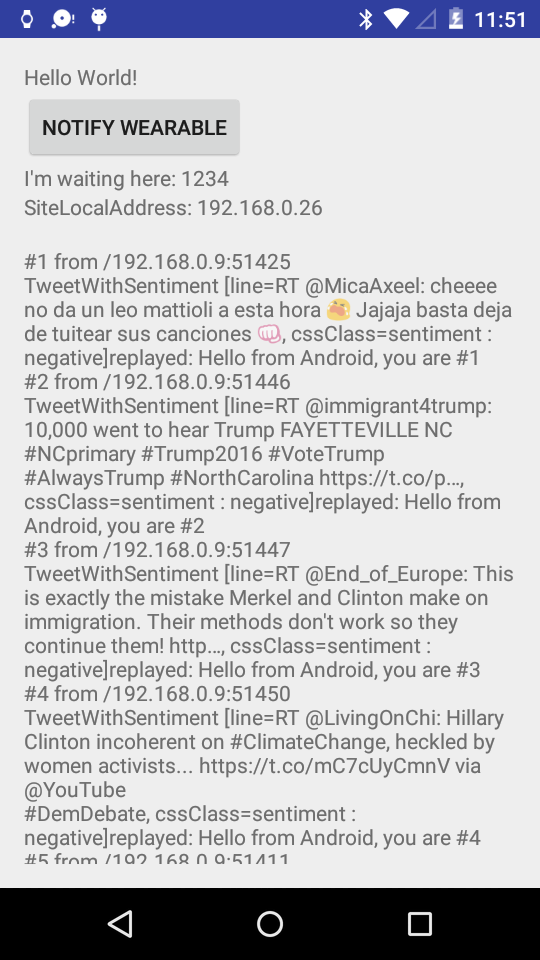 11:51
Hello World!
NOTIFY WEARABLE
I'm waiting here: 1234
SiteLocalAddress: 192.168.0.26
#1 from /192.168.0.9:51425
TweetWithSentiment [line=RT @MicaAxeel: cheeee
no da un leo mattioli a esta hora 😹 Jajaja basta deja
de tuitear sus canciones 👊, cssClass=sentiment :
negative]replayed: Hello from Android, you are #1
#2 from /192.168.0.9:51446
TweetWithSentiment [line=RT @immigrant4trump:
10,000 went to hear Trump FAYETTEVILLE NC
#NCprimary #Trump2016 #VoteTrump
#AlwaysTrump #NorthCarolina https://t.co/p…,
cssClass=sentiment : negative]replayed: Hello from
Android, you are #2
#3 from /192.168.0.9:51447
TweetWithSentiment [line=RT @End_of_Europe: This
is exactly the mistake Merkel and Clinton make on
immigration. Their methods don't work so they
continue them! http…, cssClass=sentiment :
negative]replayed: Hello from Android, you are #3
#4 from /192.168.0.9:51450
TweetWithSentiment [line=RT @LivingOnChi: Hillary
Clinton incoherent on #ClimateChange, heckled by
women activists... https://t.co/mC7cUyCmnV via
@YouTube
#DemDebate, cssClass=sentiment :
negative]replayed: Hello from Android, you are #4
#5 from /192.168.0.9:51411